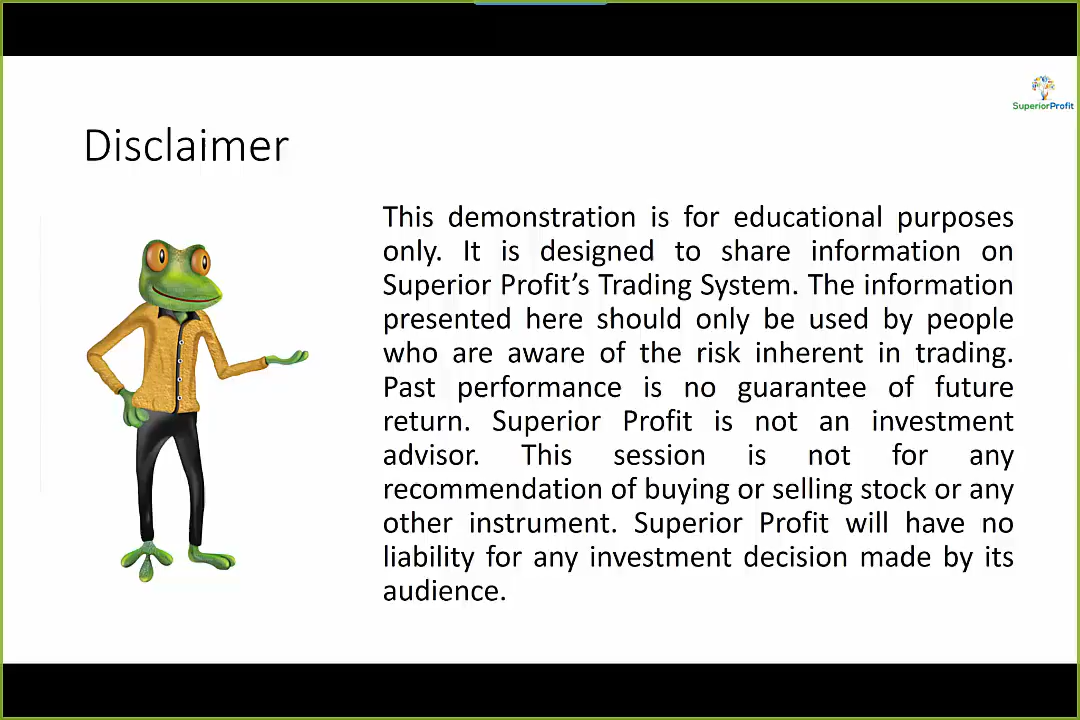 SuperiorProfit
Disclaimer
This demonstration is for educational purposes
only. It is designed to share information on
Superior Profit’s Trading System. The information
presented here should only be used by people
who are aware of the risk inherent in trading.
Past performance is no guarantee of future
return. Superior Profit is not an investment
advisor. This session is not for any
recommendation of buying or selling stock or any
other instrument. Superior Profit will have no
liability for any investment decision made by its
audience.